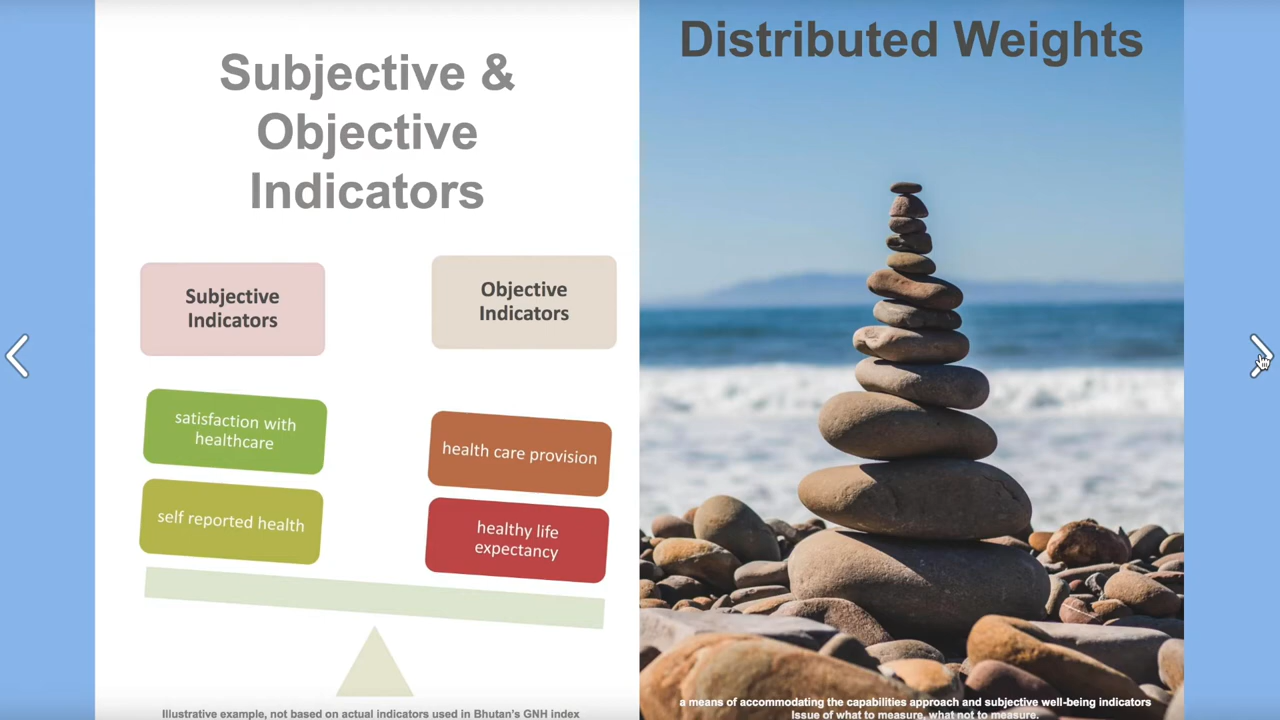 Subjective &
Objective
Indicators
Subjective
Indicators
Objective
Indicators
satisfaction with
healthcare
self reported health
health care provision
healthy life
expectancy
Illustrative example, not based on actual indicators used in Bhutan's GNH index
Distributed Weights
a means of accommodating the capabilities approach and subjective well-being indicators
Issue of what to measure, what not to measure.